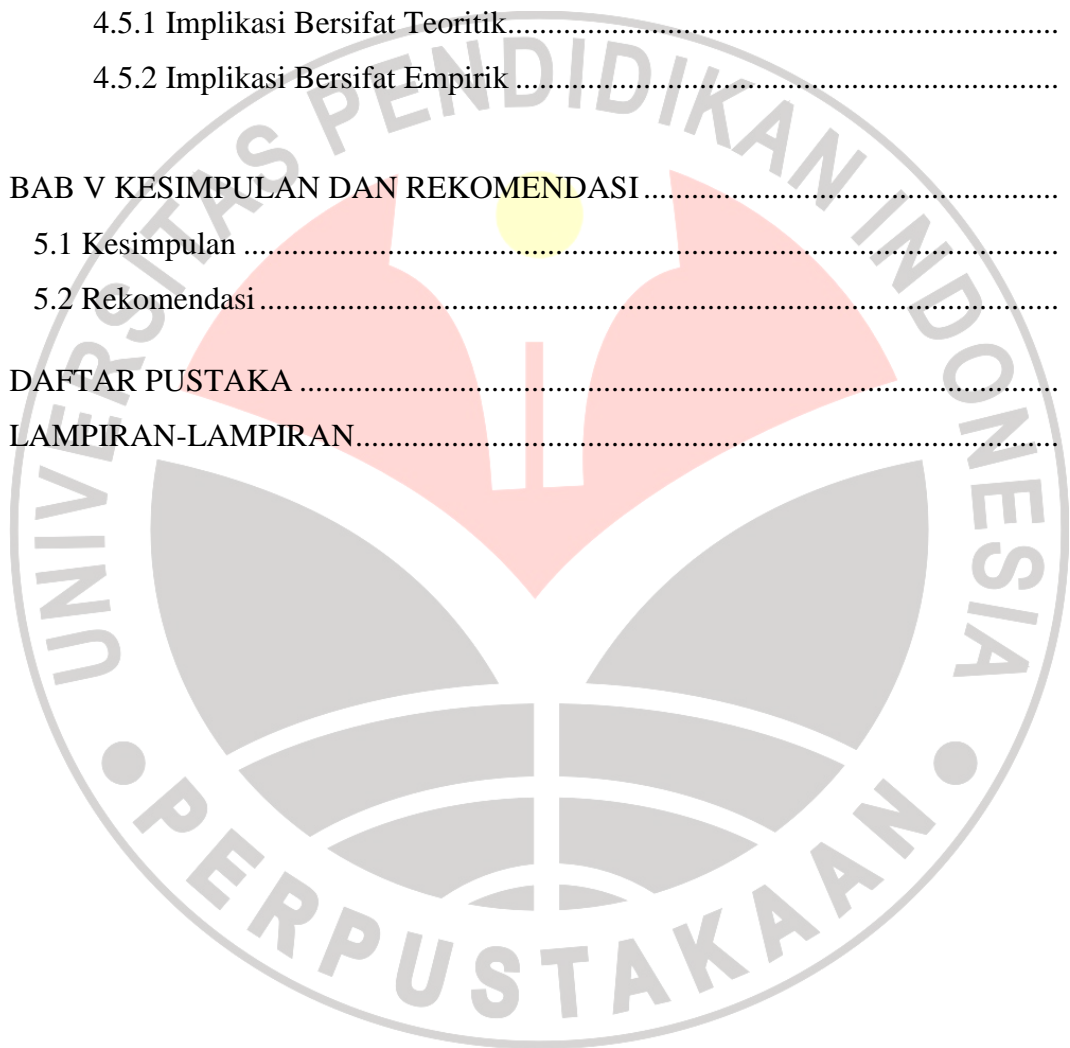 4.5.1 Implikasi Bersifat Teoritik.....................................................................
4.5.2 Implikasi Bersifat Empirik ....................................................................
BAB V KESIMPULAN DAN REKOMENDASI ....................................................
5.1 Kesimpulan ......................................................................................................
5.2 Rekomendasi ....................................................................................................
DAFTAR PUSTAKA ...............................................................................................
LAMPIRAN-LAMPIRAN........................................................................................
UNIVERSITAS PENDIDIKAN INDONESIA
PERPUSTAKAAN